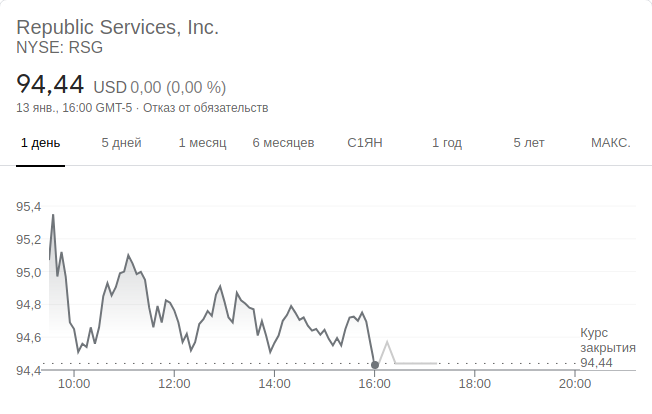 Republic Services, Inc.
NYSE: RSG
94,44 USD 0,00 (0,00 %)
13 янв., 16:00 GMT-5 · Отказ от обязательств
1 день 5 дней 1 месяц 6 месяцев С1ЯН 1 год 5 лет МАКС.
95,4
95,2
95,0
94,8
94,6
94,4
Курс
закрытия
94,44
10:00 12:00 14:00 16:00 18:00 20:00